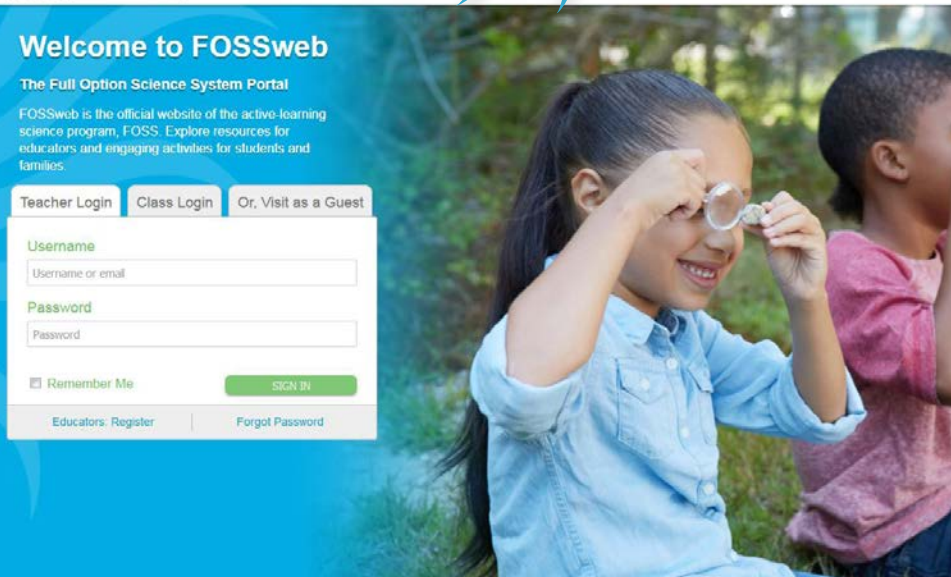 Welcome to FOSSweb
The Full Option Science System Portal
FOSSweb is the official website of the active-learning
science program, FOSS. Explore resources for
educators and engaging activities for students and
families.
Teacher Login Class Login Or, Visit as a Guest
Username
Username or email
Password
Password
Remember Me SIGN IN
Educators: Register Forgot Password